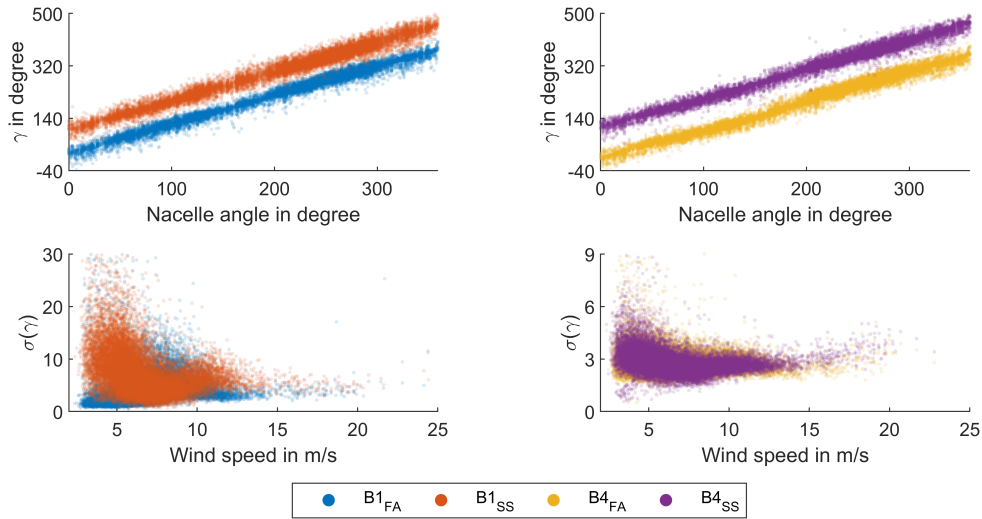 500
320
140
-40
γ in degree
0 100 200 300
Nacelle angle in degree
500
320
140
-40
γ in degree
0 100 200 300
Nacelle angle in degree
30
20
10
0
σ(γ)
5 10 15 20 25
Wind speed in m/s
9
6
3
0
σ(γ)
5 10 15 20 25
Wind speed in m/s
B1FA B1SS B4FA B4SS